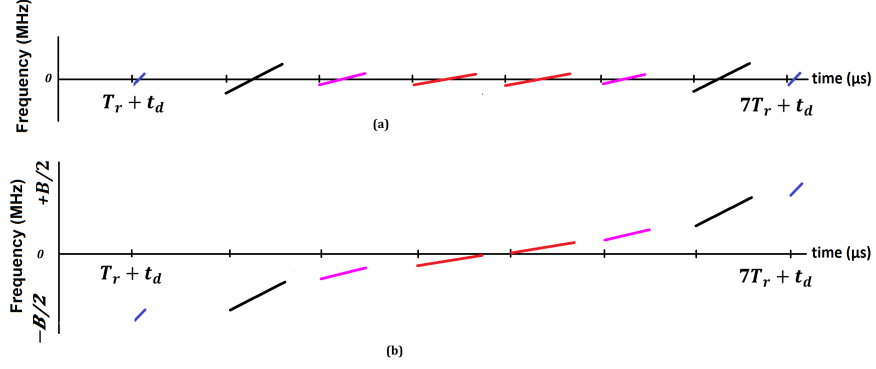 Frequency (MHz)
0
time (µs)
T_r + t_d
7T_r + t_d
(a)
Frequency (MHz)
+B/2
0
−B/2
time (µs)
T_r + t_d
7T_r + t_d
(b)